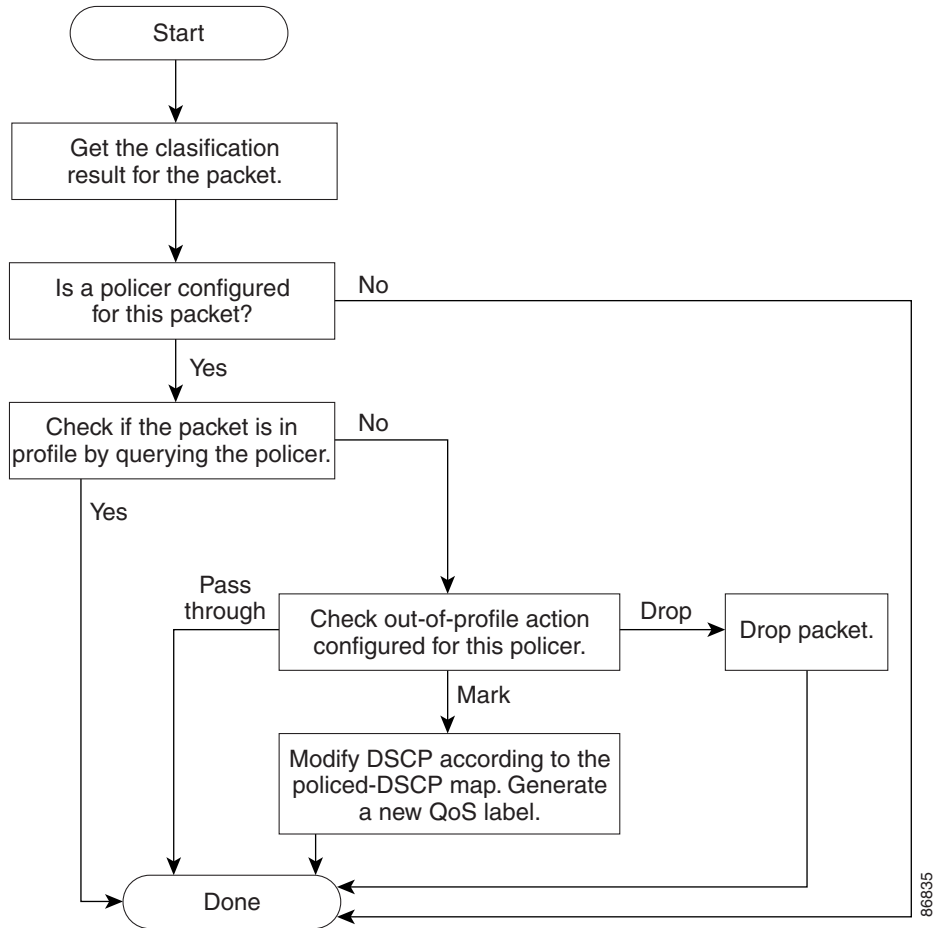 Start
Get the clasification
result for the packet.
Is a policer configured
for this packet?
No
Yes
Check if the packet is in
profile by querying the policer.
No
Yes
Pass
through
Check out-of-profile action
configured for this policer.
Drop
Drop packet.
Mark
Modify DSCP according to the
policed-DSCP map. Generate
a new QoS label.
Done
86835